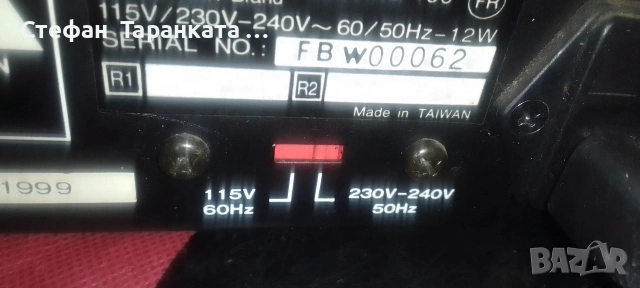 Стефан Таранката ...
115V/230V-240V~60/50Hz-12W
SERIAL NO.: FBW00062
R1 R2
Made in TAIWAN
1999
115V 230V-240V
60Hz 50Hz
BAZAR